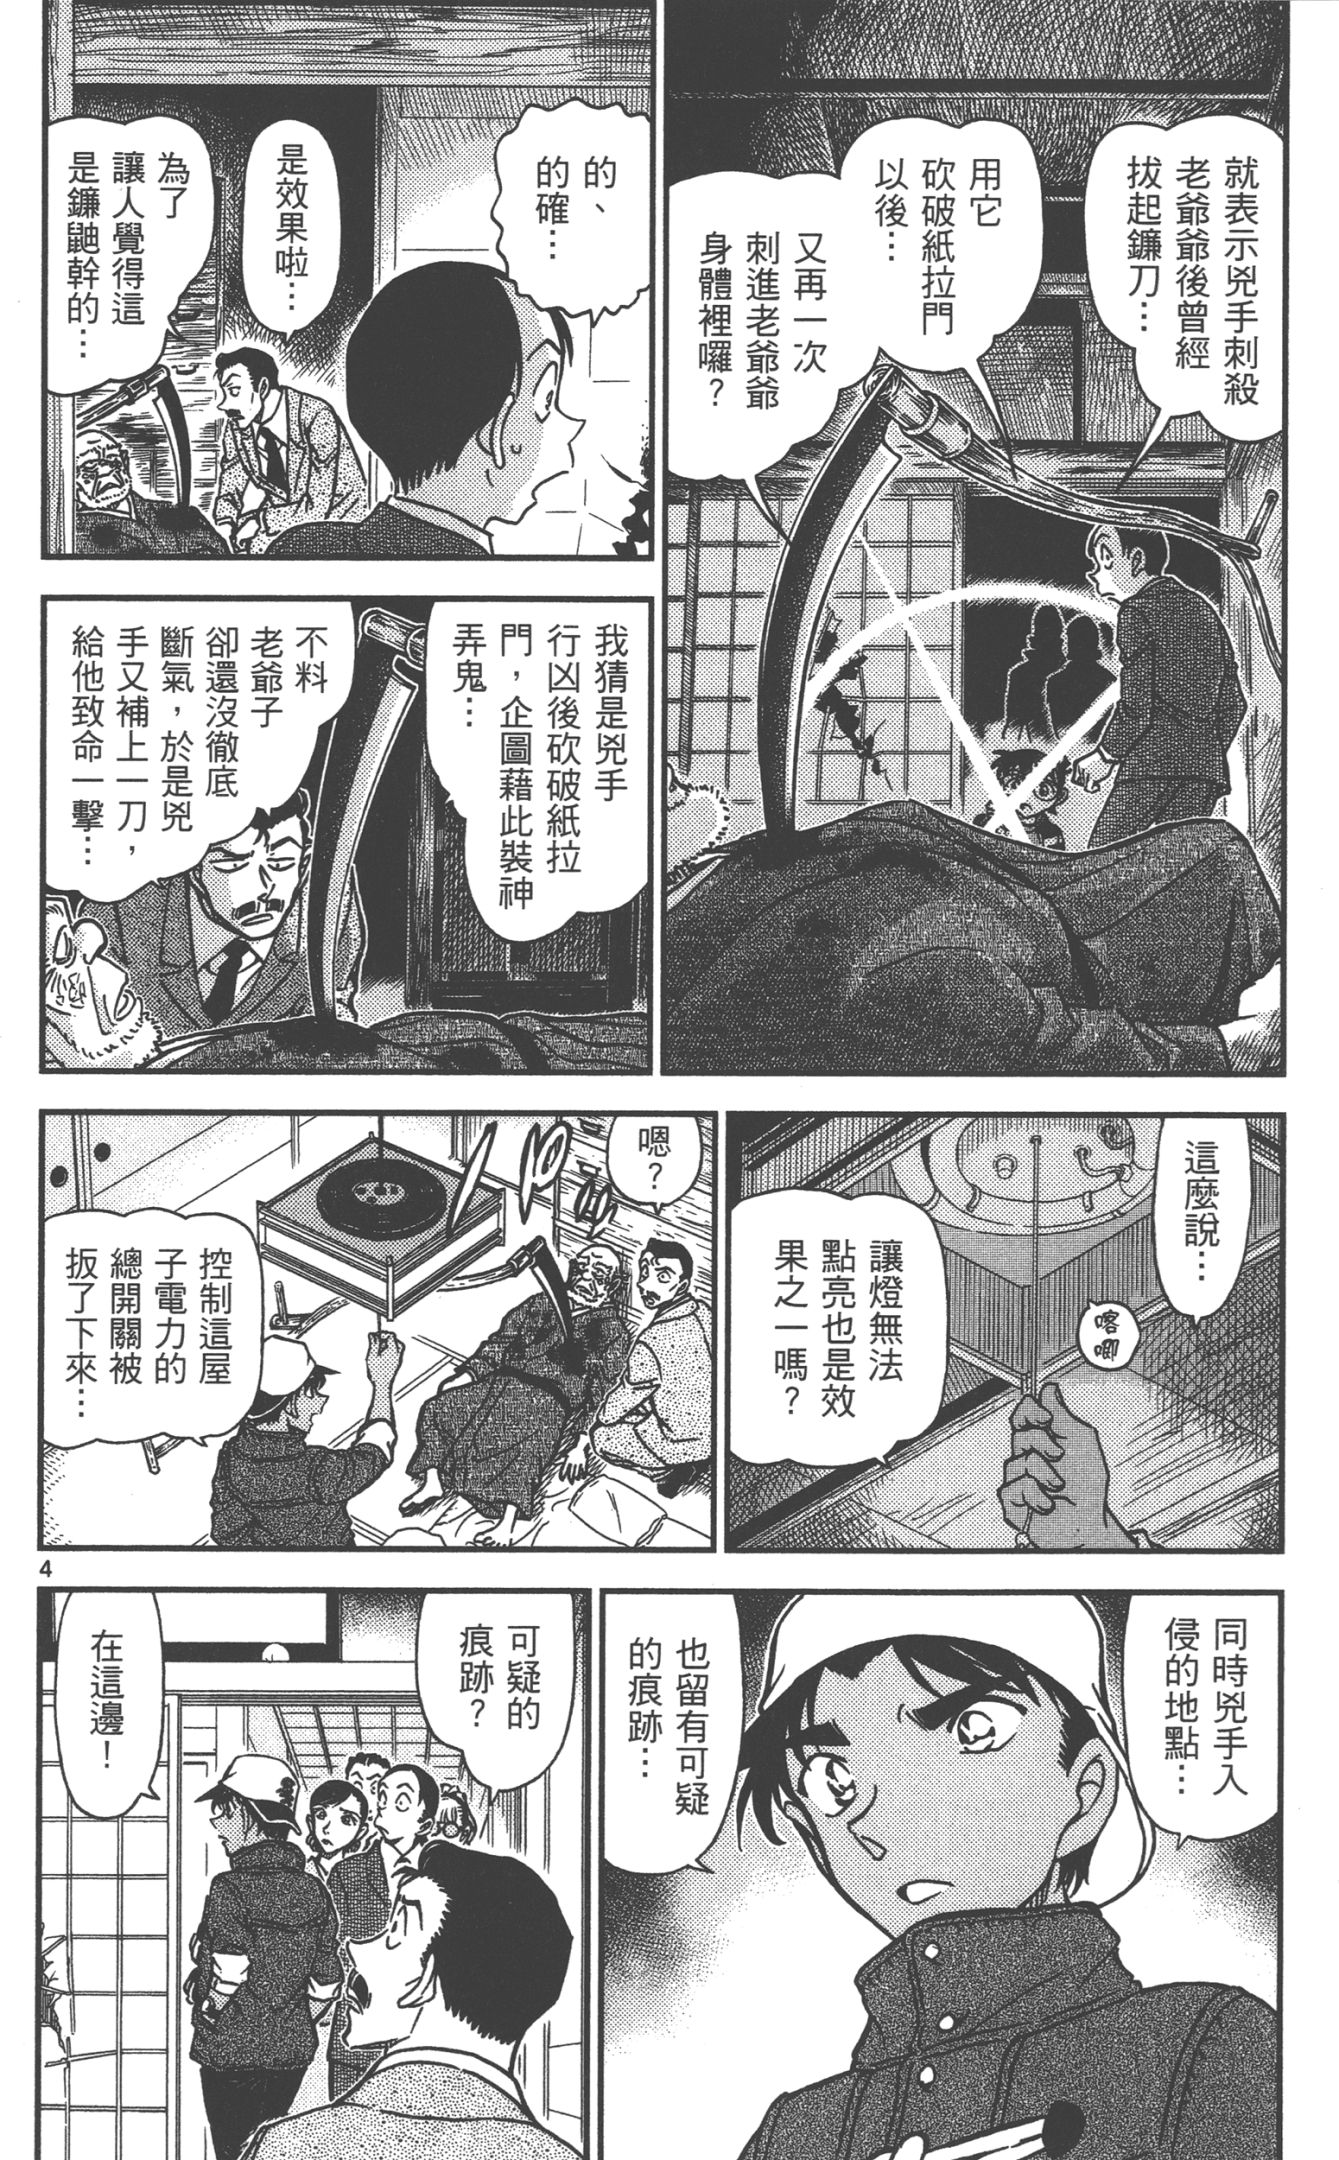 就表示兇手刺殺
老爺爺後曾經
拔起鐮刀…
用它
砍破紙拉門
以後…
又再一次
刺進老爺爺
身體裡囉？
的、
的確…
是效果啦…
為了
讓人覺得這
是鐮鼬幹的…
我猜是兇手
行凶後砍破紙拉
門，企圖藉此裝神
弄鬼…
不料
老爺子
卻還沒徹底
斷氣，於是兇
手又補上一刀，
給他致命一擊…
這麼說…
喀唧
讓燈無法
點亮也是效
果之一嗎？
嗯？
控制這屋
子電力的
總開關被
扳了下來…
同時兇手入
侵的地點…
也留有可疑
的痕跡…
可疑的
痕跡？
在這邊！
4